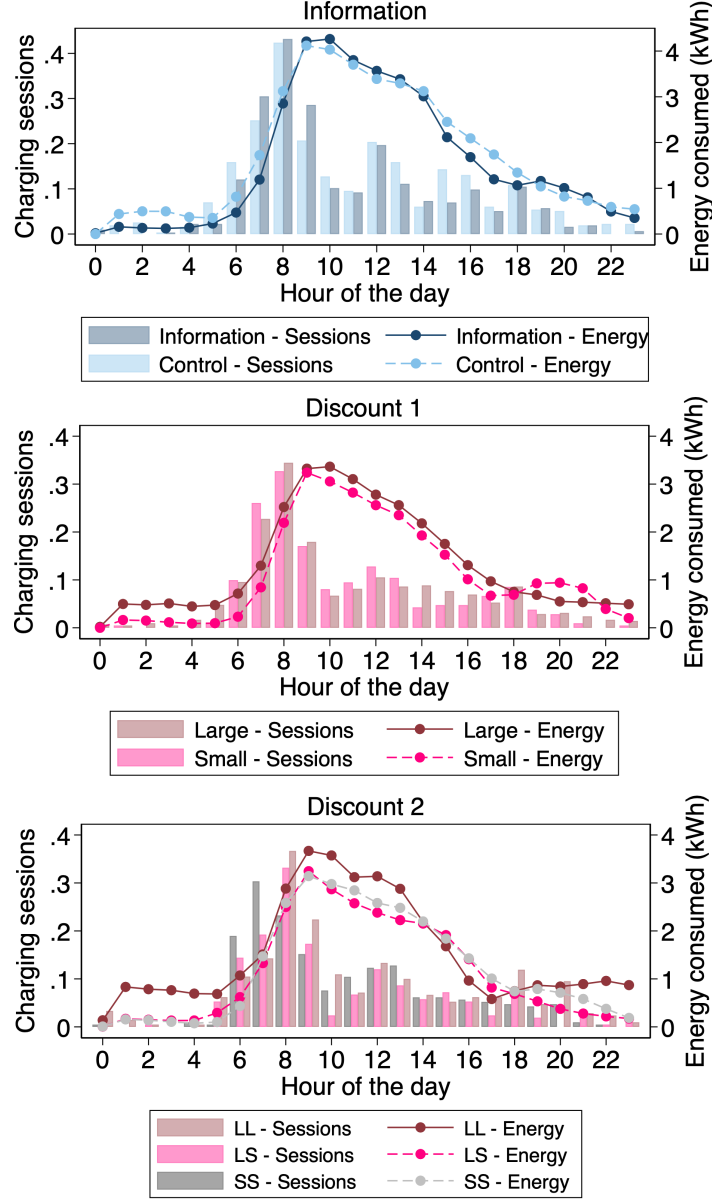 Information
Charging sessions
Energy consumed (kWh)
.4
.3
.2
.1
0
4
3
2
1
0
0 2 4 6 8 10 12 14 16 18 20 22
Hour of the day
Information - Sessions Information - Energy
Control - Sessions Control - Energy
Discount 1
Charging sessions
Energy consumed (kWh)
.4
.3
.2
.1
0
4
3
2
1
0
0 2 4 6 8 10 12 14 16 18 20 22
Hour of the day
Large - Sessions Large - Energy
Small - Sessions Small - Energy
Discount 2
Charging sessions
Energy consumed (kWh)
.4
.3
.2
.1
0
4
3
2
1
0
0 2 4 6 8 10 12 14 16 18 20 22
Hour of the day
LL - Sessions LL - Energy
LS - Sessions LS - Energy
SS - Sessions SS - Energy